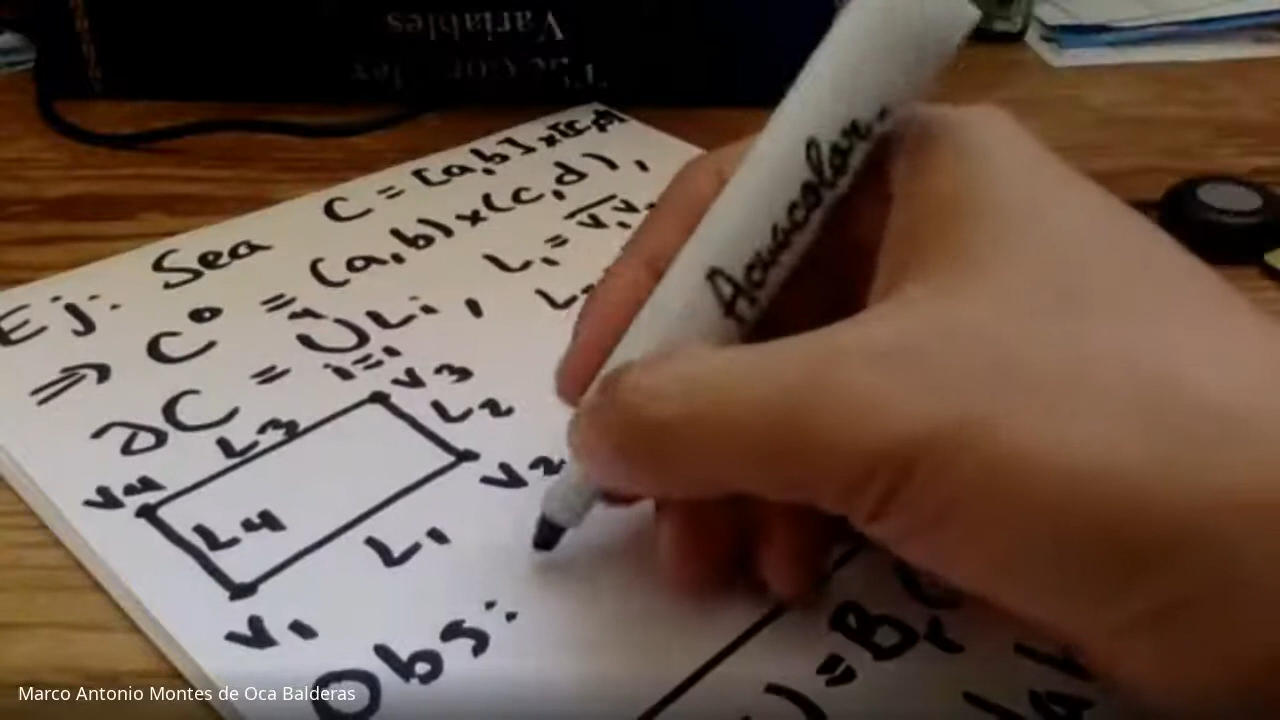 Variables
Acuacolor.
Ej: Sea C = [a,b]x[c,d]
⇒ C° = (a,b)x(c,d),
∂C = ⋃ Li, L1 = V1V2
i=1
V3
L3 L2
V4 V2
L4
L1
V1
Obs:
Marco Antonio Montes de Oca Balderas